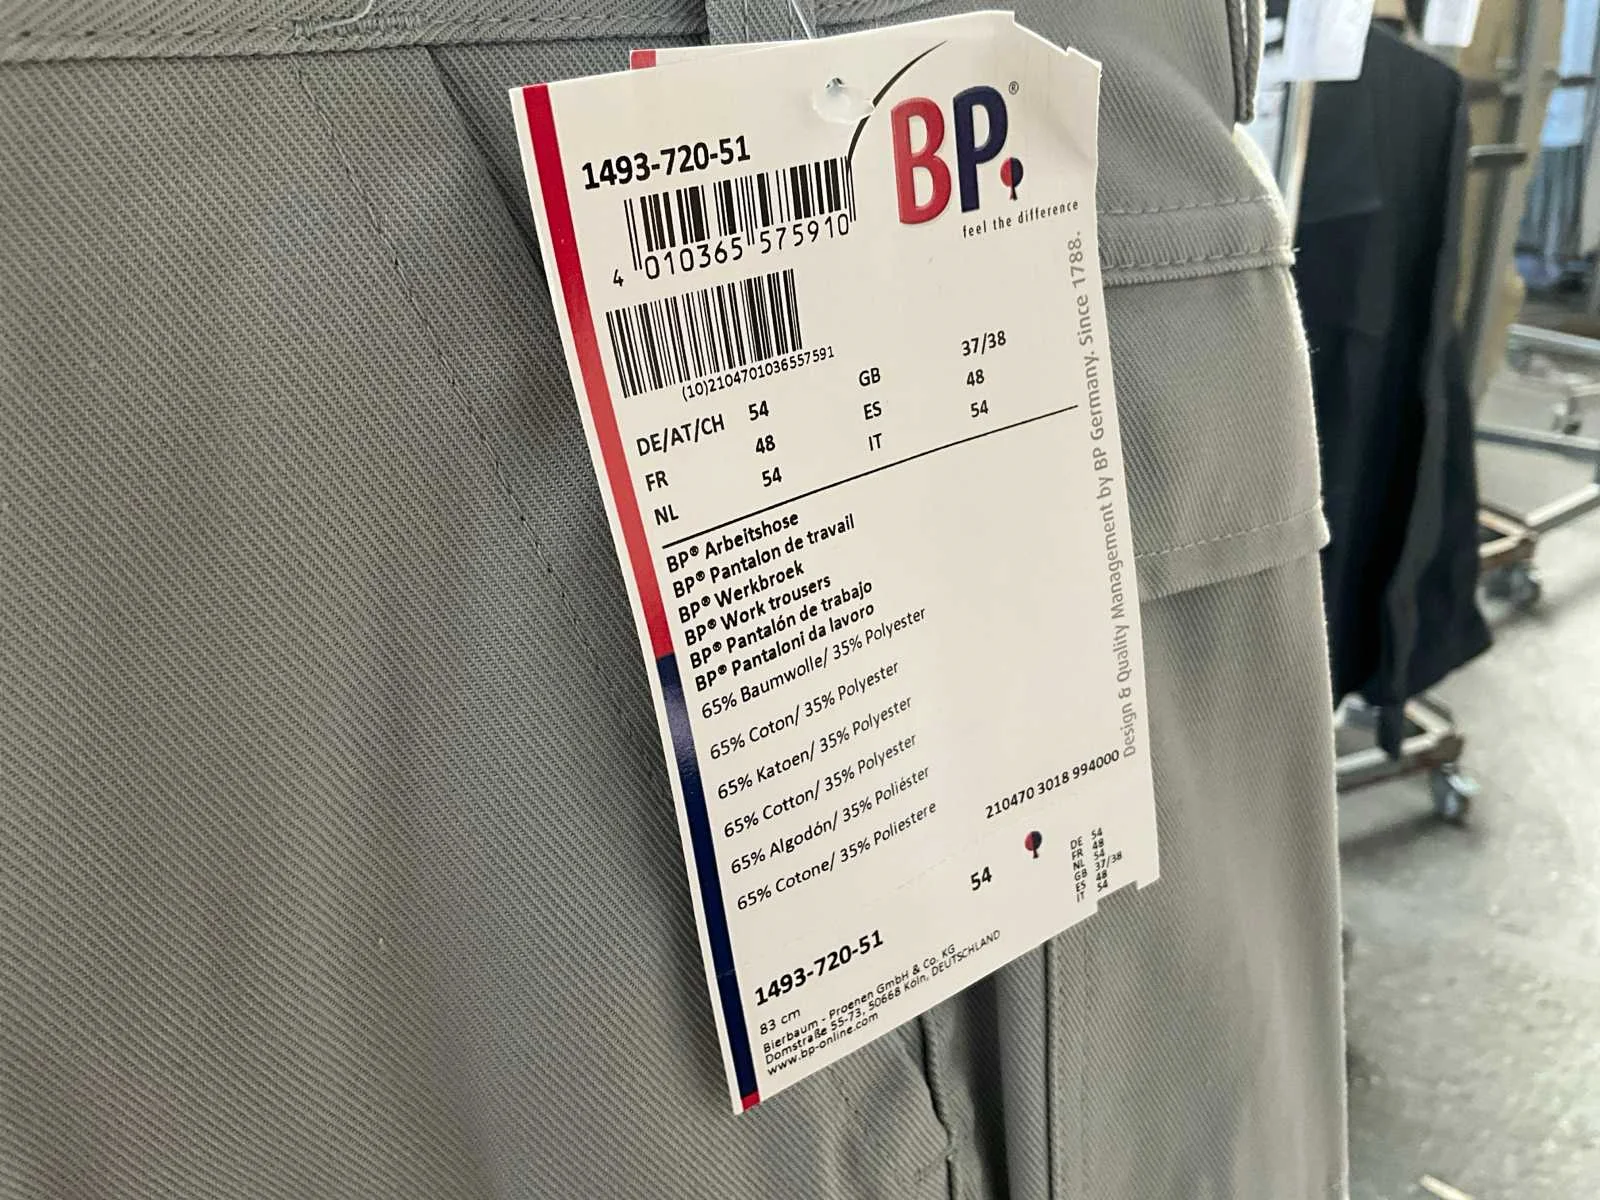 1493-720-51
4 010365 575910
(10)2104701036557591
BP®
feel the difference
DE/AT/CH 54 GB 37/38
FR 48 ES 48
NL 54 IT 54
BP® Arbeitshose
BP® Pantalon de travail
BP® Werkbroek
BP® Work trousers
BP® Pantalón de trabajo
BP® Pantaloni da lavoro
65% Baumwolle/ 35% Polyester
65% Coton/ 35% Polyester
65% Katoen/ 35% Polyester
65% Cotton/ 35% Polyester
65% Algodón/ 35% Poliéster
65% Cotone/ 35% Poliestere
Design & Quality Management by BP Germany. Since 1788.
210470 3018 994000
54
DE 54
FR 48
NL 54
GB 37/38
ES 48
IT 54
1493-720-51
83 cm
Bierbaum - Proenen GmbH & Co. KG
Domstraße 55-73, 50668 Köln, DEUTSCHLAND
www.bp-online.com